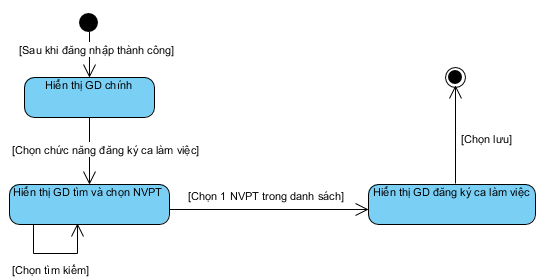 [Sau khi đăng nhập thành công]
Hiển thị GD chính
[Chọn chức năng đăng ký ca làm việc]
Hiển thị GD tìm và chọn NVPT
[Chọn tìm kiếm]
[Chọn 1 NVPT trong danh sách]
Hiển thị GD đăng ký ca làm việc
[Chọn lưu]